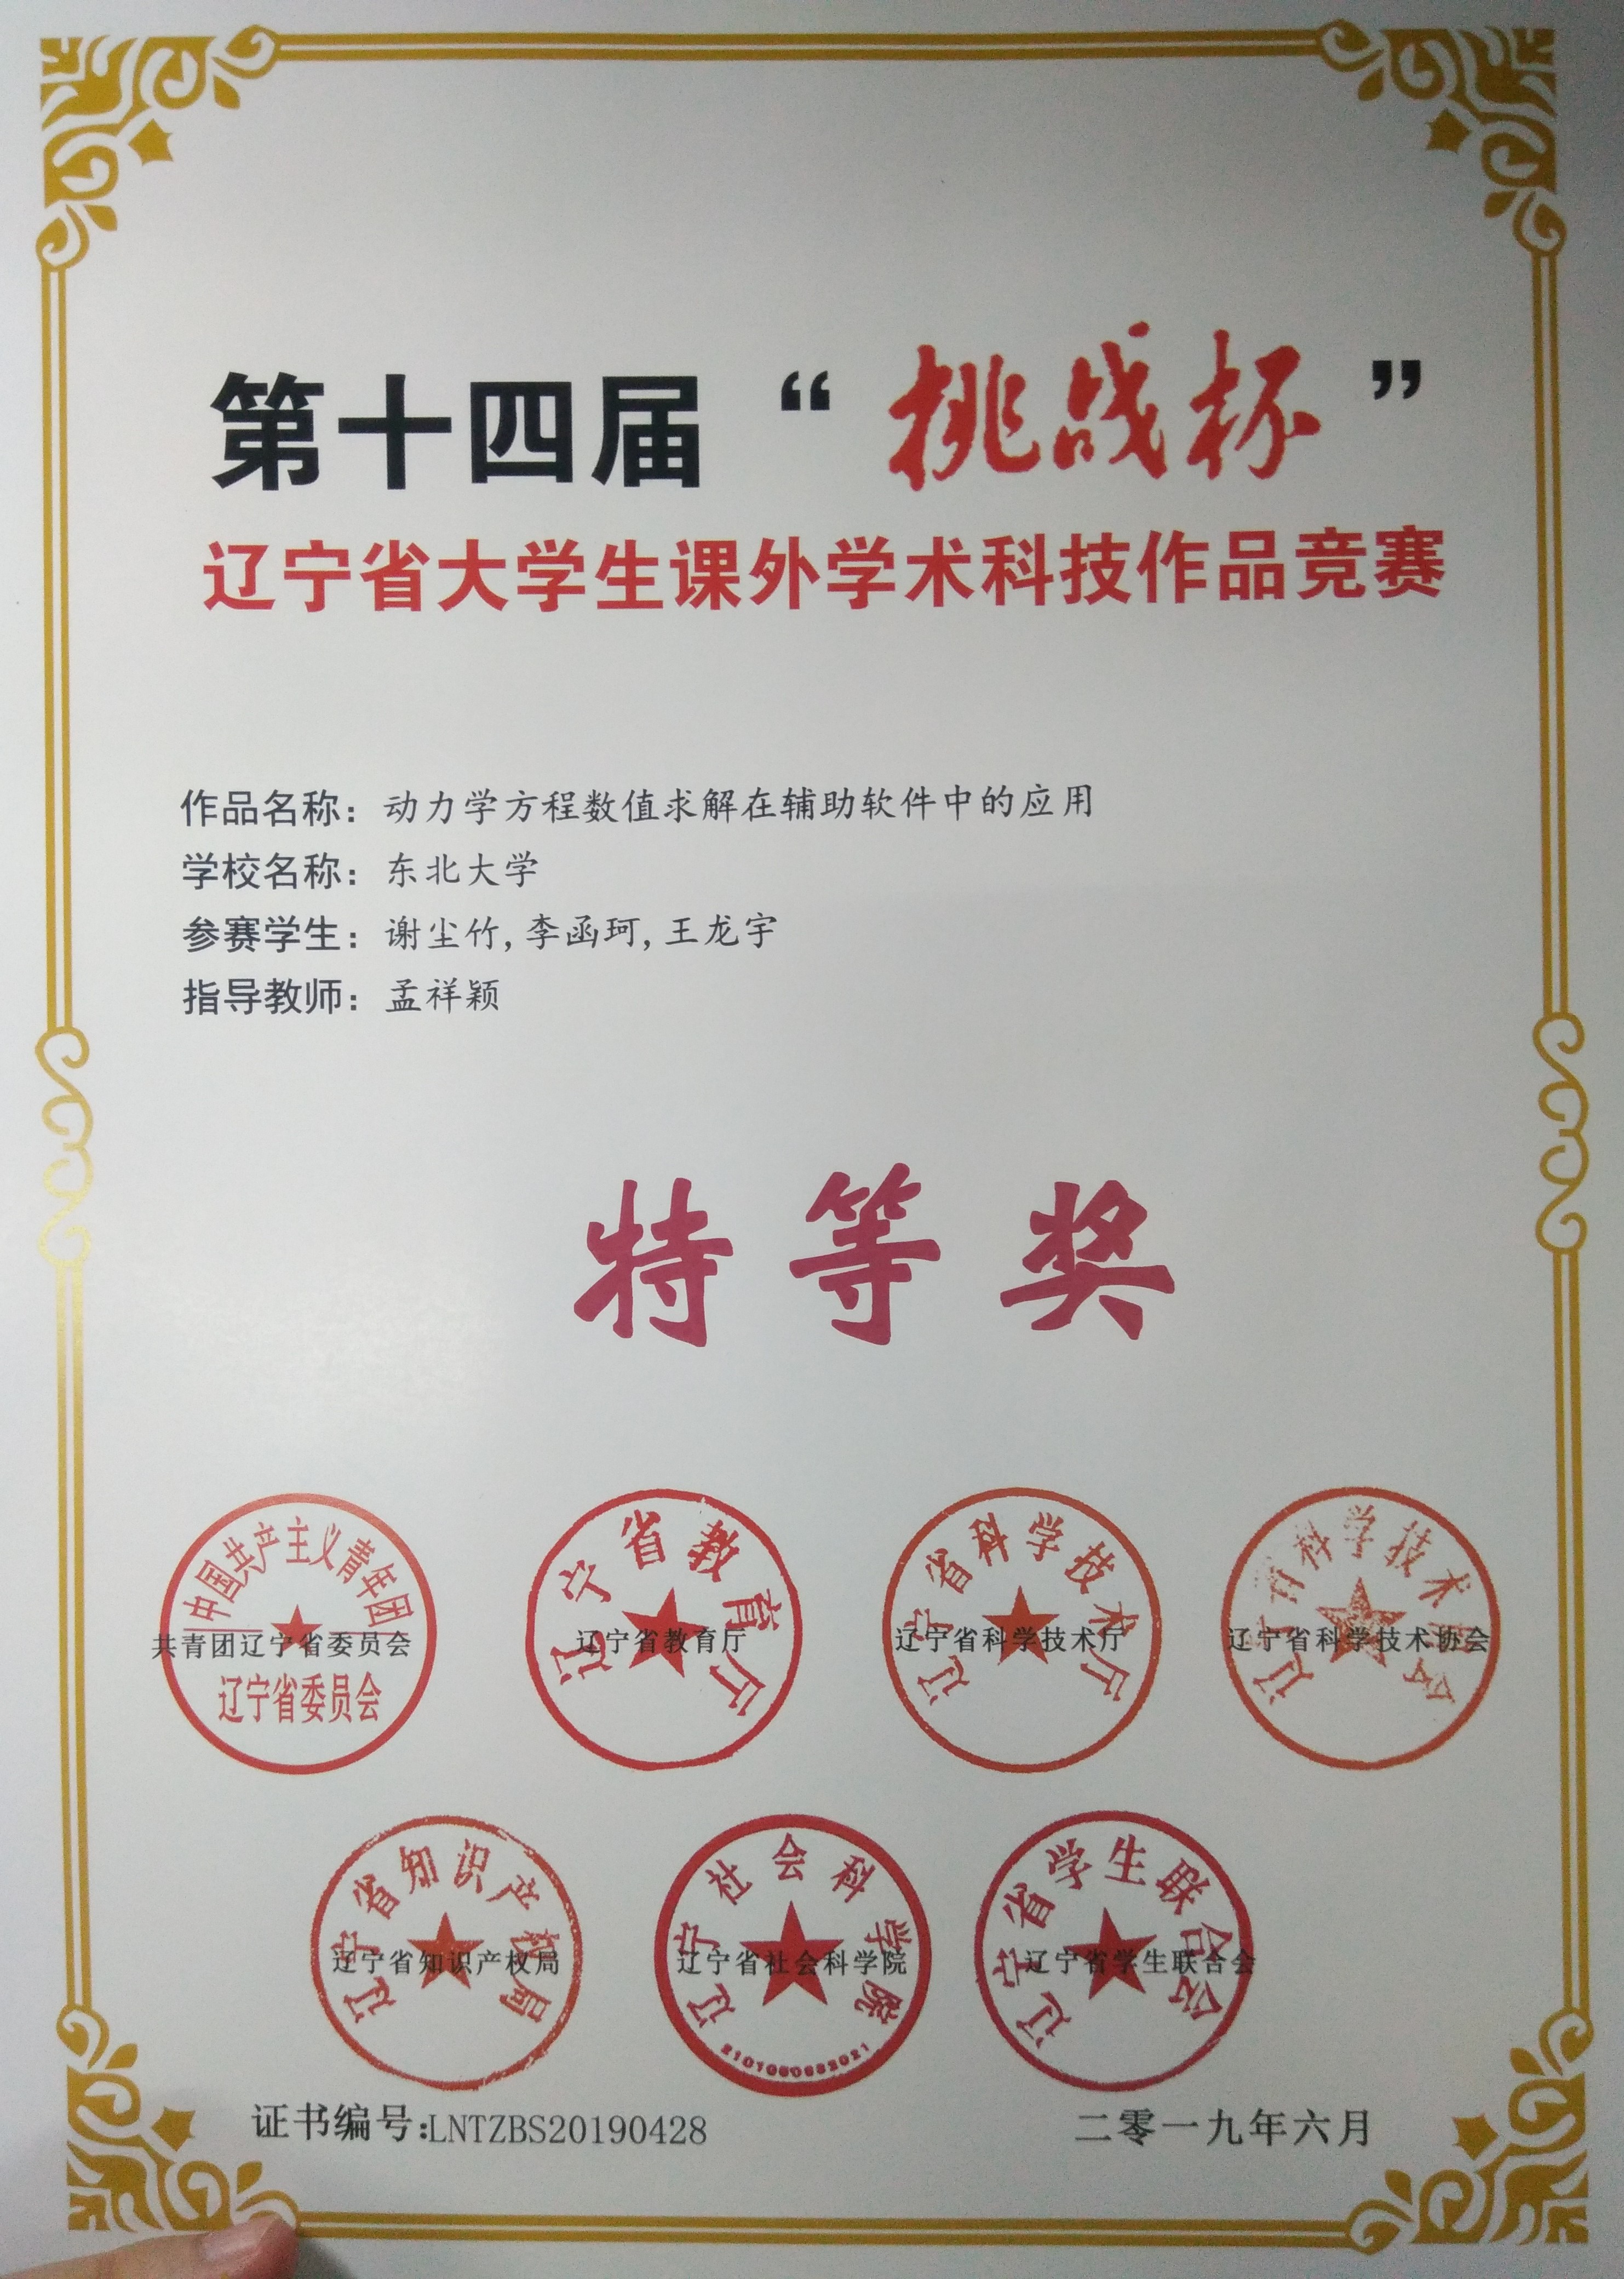 第十四届“挑战杯”
辽宁省大学生课外学术科技作品竞赛
作品名称：动力学方程数值求解在辅助软件中的应用
学校名称：东北大学
参赛学生：谢尘竹,李函珂,王龙宇
指导教师：孟祥颖
特等奖
中国共产主义青年团
共青团辽宁省委员会
辽宁省委员会
辽宁省教育厅
辽宁省教育厅
辽宁省科学技术厅
辽宁省科学技术厅
辽宁省科学技术协会
辽宁省科学技术协会
辽宁省知识产权局
辽宁省知识产权局
辽宁社会科学院
辽宁省社会科学院
辽宁省学生联合会
辽宁省学生联合会
证书编号:LNTZBS20190428
二零一九年六月